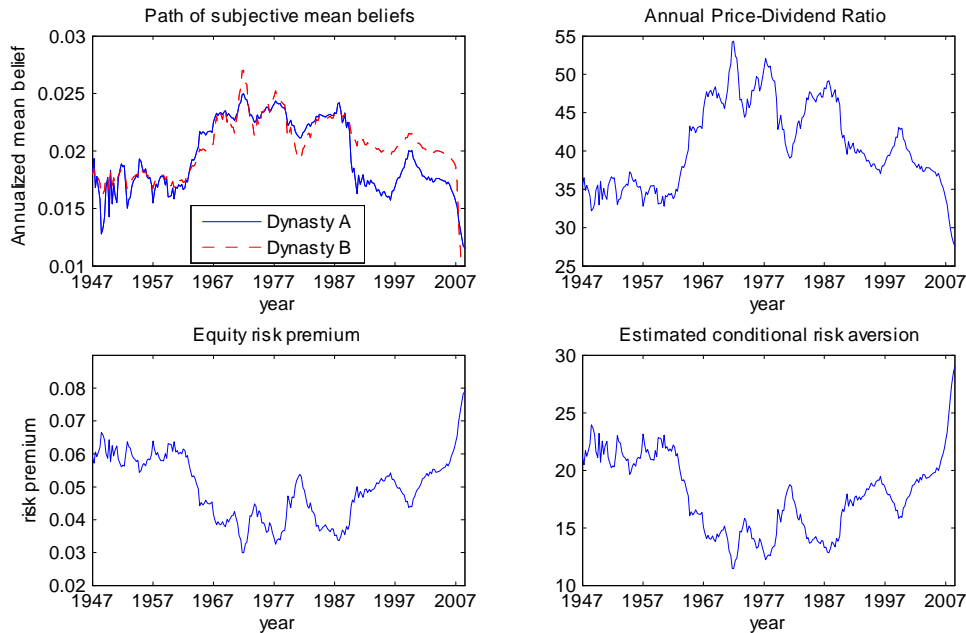 Path of subjective mean beliefs
Annualized mean belief
0.03
0.025
0.02
0.015
0.01
Dynasty A
Dynasty B
1947 1957 1967 1977 1987 1997 2007
year
Annual Price-Dividend Ratio
55
50
45
40
35
30
25
1947 1957 1967 1977 1987 1997 2007
year
Equity risk premium
risk premium
0.08
0.07
0.06
0.05
0.04
0.03
0.02
1947 1957 1967 1977 1987 1997 2007
year
Estimated conditional risk aversion
30
25
20
15
10
1947 1957 1967 1977 1987 1997 2007
year